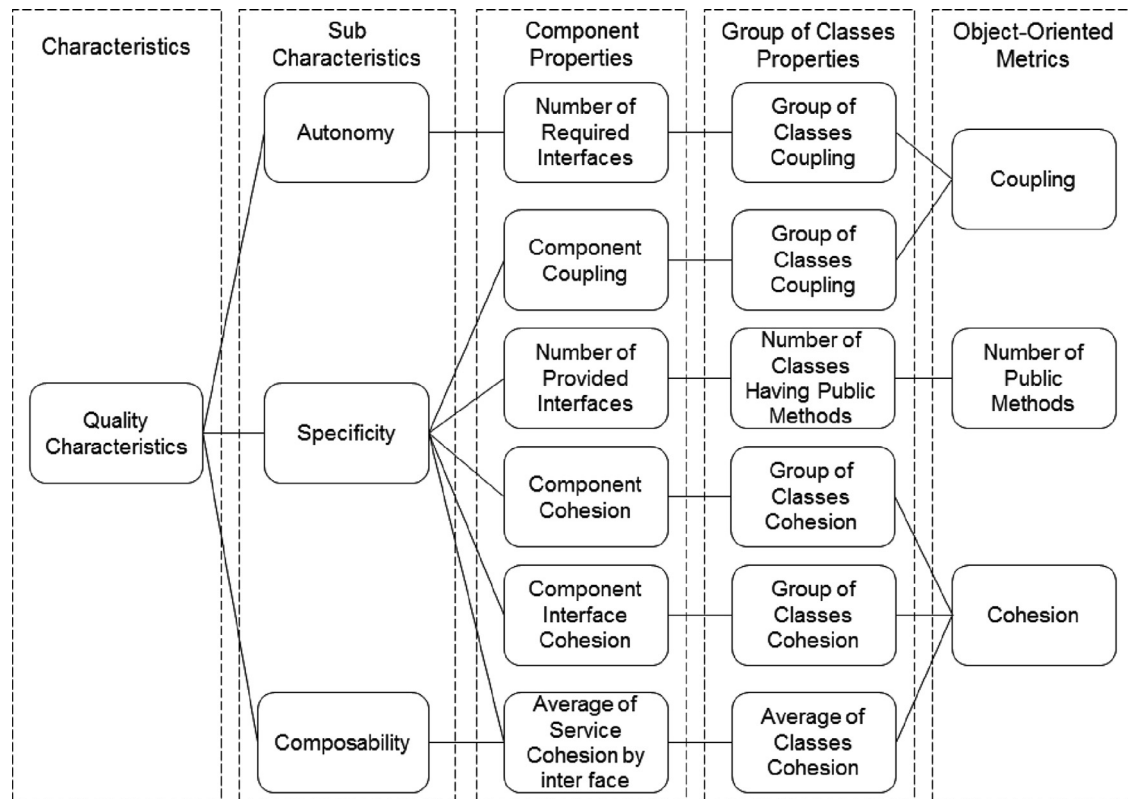 Characteristics
Sub
Characteristics
Component
Properties
Group of Classes
Properties
Object-Oriented
Metrics
Quality
Characteristics
Autonomy
Specificity
Composability
Number of
Required
Interfaces
Component
Coupling
Number of
Provided
Interfaces
Component
Cohesion
Component
Interface
Cohesion
Average of
Service
Cohesion by
inter face
Group of
Classes
Coupling
Group of
Classes
Coupling
Number of
Classes
Having Public
Methods
Group of
Classes
Cohesion
Group of
Classes
Cohesion
Average of
Classes
Cohesion
Coupling
Number of
Public
Methods
Cohesion